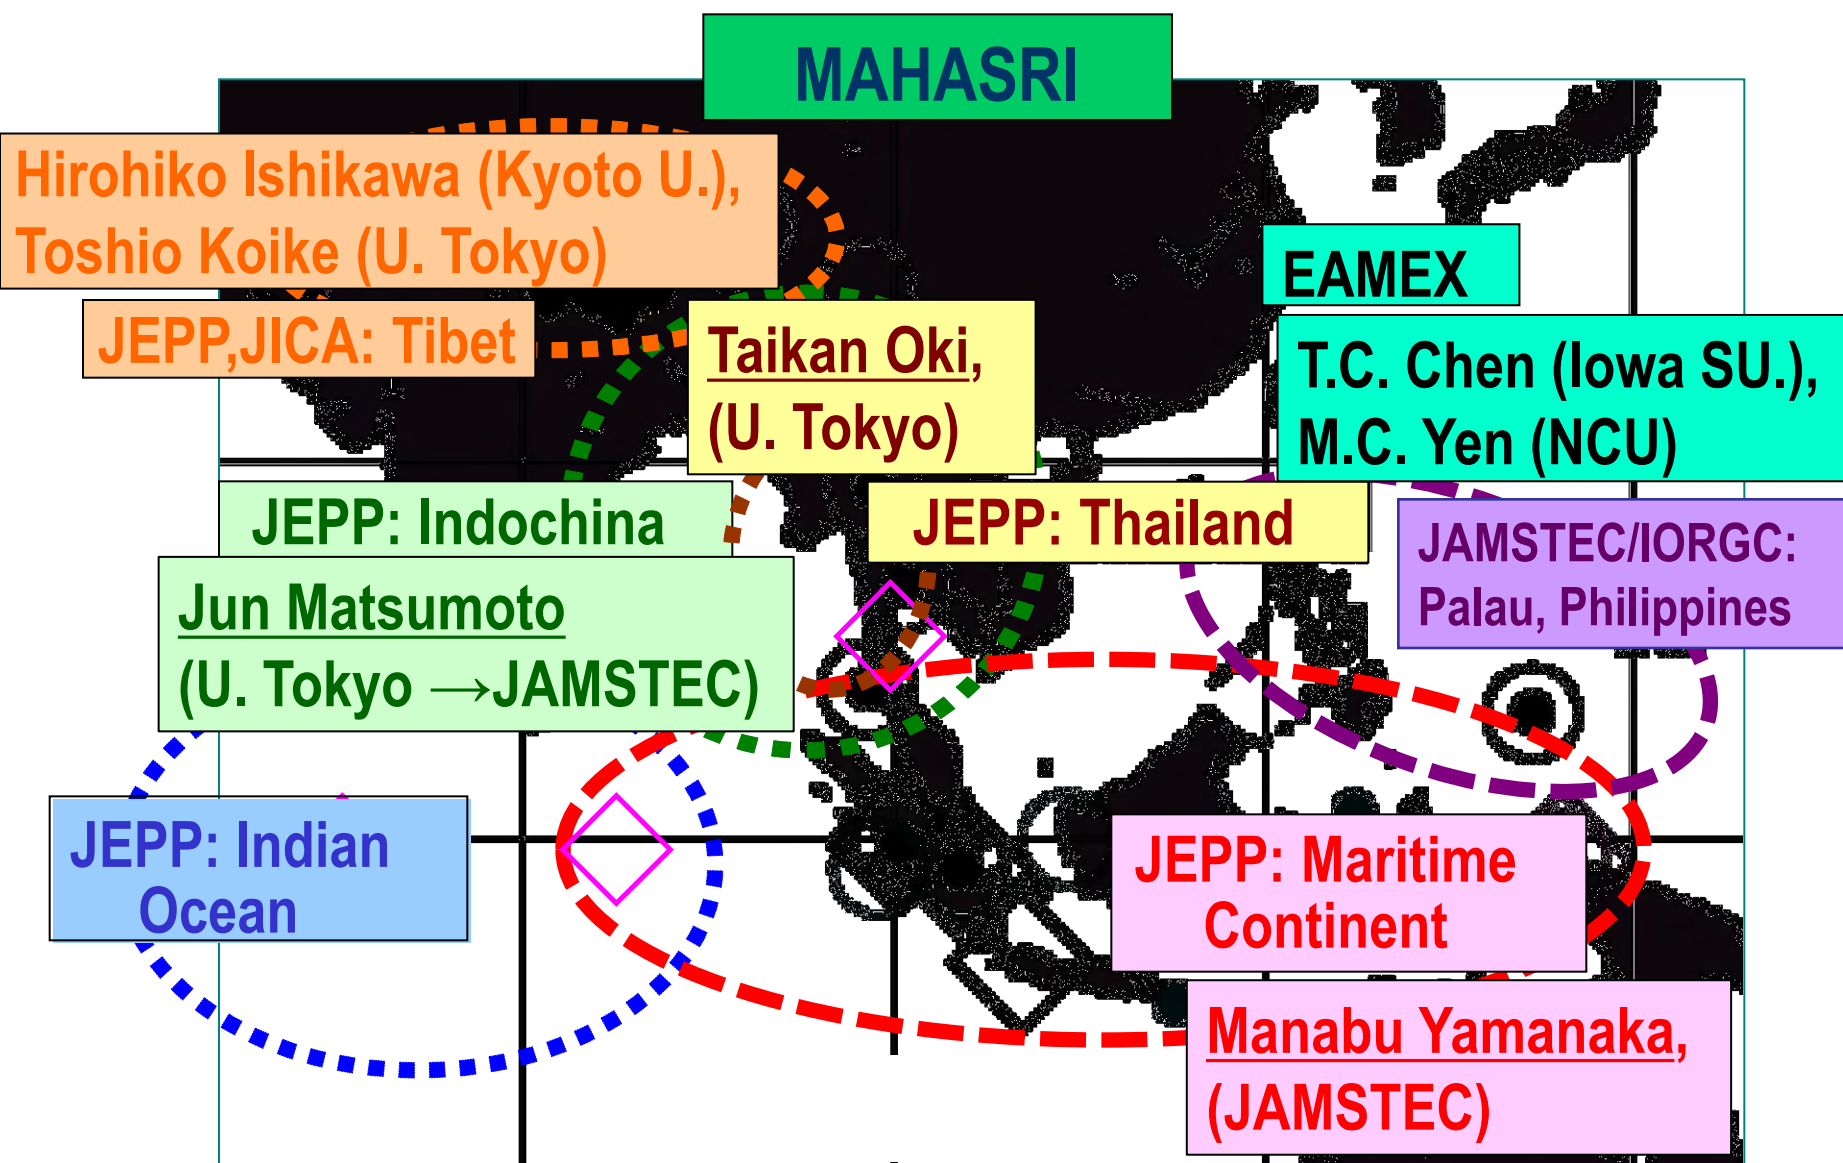 MAHASRI
Hirohiko Ishikawa (Kyoto U.),
Toshio Koike (U. Tokyo)
JEPP,JICA: Tibet
Taikan Oki,
(U. Tokyo)
EAMEX
T.C. Chen (Iowa SU.),
M.C. Yen (NCU)
JEPP: Indochina
Jun Matsumoto
(U. Tokyo →JAMSTEC)
JEPP: Thailand
JAMSTEC/IORGC:
Palau, Philippines
JEPP: Indian
Ocean
JEPP: Maritime
Continent
Manabu Yamanaka,
(JAMSTEC)